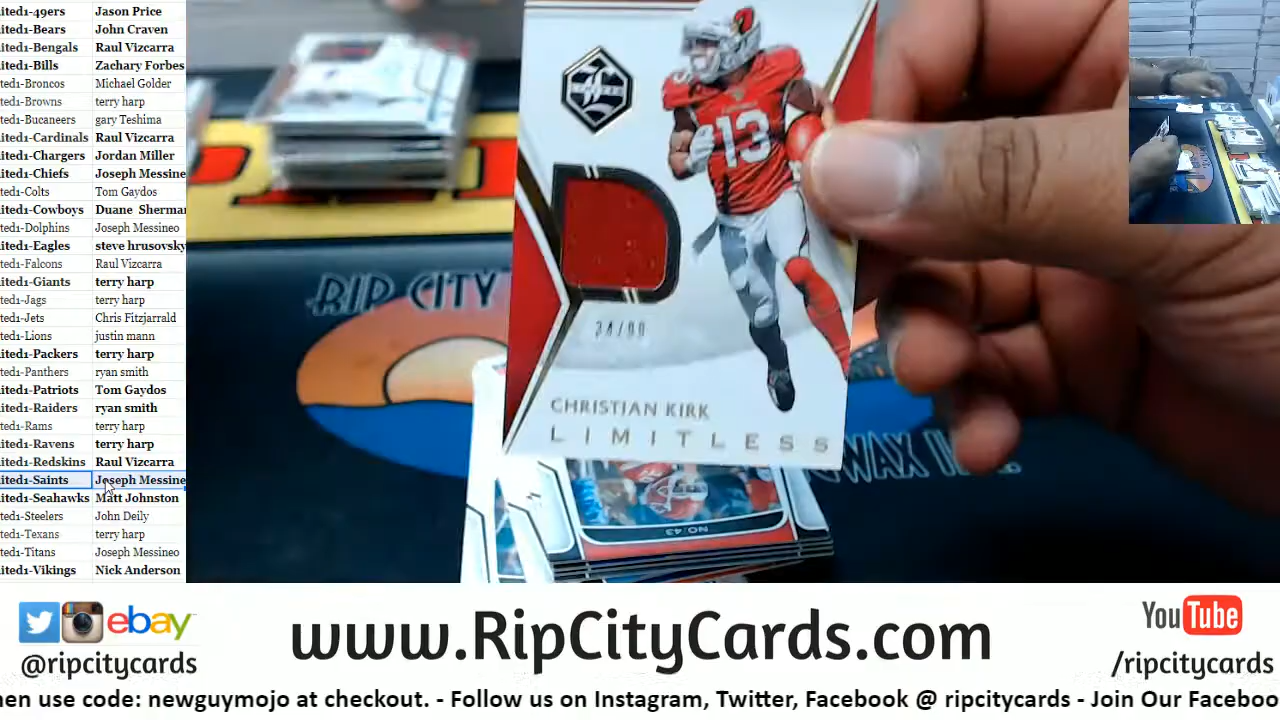 ited1-49ers Jason Price
ited1-Bears John Craven
ited1-Bengals Raul Vizcarra
ited1-Bills Zachary Forbes
ted1-Broncos Michael Golder
ted1-Browns terry harp
ted1-Bucaneers gary Teshima
ited1-Cardinals Raul Vizcarra
ited1-Chargers Jordan Miller
ited1-Chiefs Joseph Messine
ted1-Colts Tom Gaydos
ited1-Cowboys Duane Sherman
ted1-Dolphins Joseph Messineo
ited1-Eagles steve hrusovsky
ted1-Falcons Raul Vizcarra
ited1-Giants terry harp
ted1-Jags terry harp
ted1-Jets Chris Fitzjarrald
ted1-Lions justin mann
ited1-Packers terry harp
ted1-Panthers ryan smith
ited1-Patriots Tom Gaydos
ited1-Raiders ryan smith
ted1-Rams terry harp
ited1-Ravens terry harp
ited1-Redskins Raul Vizcarra
ited1-Saints Joseph Messine
ited1-Seahawks Matt Johnston
ted1-Steelers John Deily
ted1-Texans terry harp
ted1-Titans Joseph Messineo
ited1-Vikings Nick Anderson
13
34/99
CHRISTIAN KIRK
LIMITLESS
NO. 43
RIP CITY
WAX
ebay
@ripcitycards
www.RipCityCards.com
YouTube
/ripcitycards
hen use code: newguymojo at checkout. - Follow us on Instagram, Twitter, Facebook @ ripcitycards - Join Our Faceboo